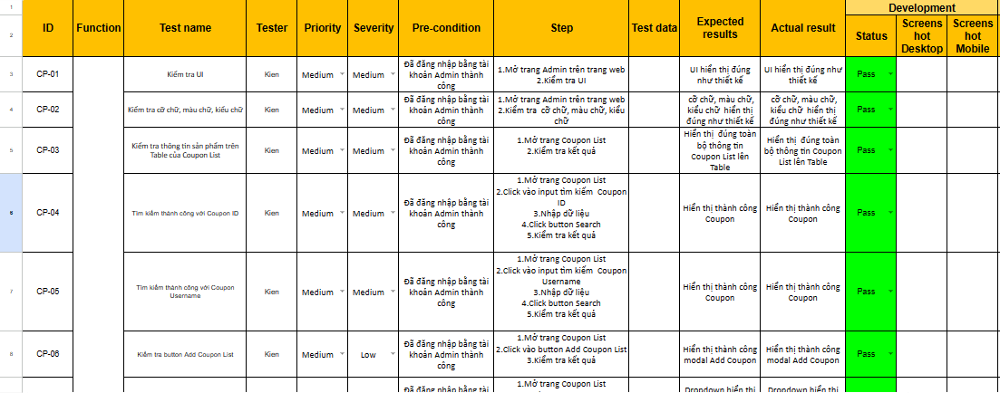 1
Development
2
ID Function Test name Tester Priority Severity Pre-condition Step Test data Expected results Actual result Status Screens hot Desktop Screens hot Mobile
3
CP-01
Kiểm tra UI
Kien
Medium
Medium
Đã đăng nhập bằng tài
khoản Admin thành
công
1.Mở trang Admin trên trang web
2.Kiểm tra UI
UI hiển thị đúng
như thiết kế
UI hiển thị đúng như
thiết kế
Pass
4
CP-02
Kiểm tra cỡ chữ, màu chữ, kiểu chữ
Kien
Medium
Medium
Đã đăng nhập bằng tài
khoản Admin thành
công
1.Mở trang Admin trên trang web
2.Kiểm tra cỡ chữ, màu chữ, kiểu
chữ
cỡ chữ, màu chữ,
kiểu chữ hiển thị
đúng như thiết kế
cỡ chữ, màu chữ,
kiểu chữ hiển thị
đúng như thiết kế
Pass
5
CP-03
Kiểm tra thông tin sản phẩm trên
Table của Coupon List
Kien
Medium
Medium
Đã đăng nhập bằng tài
khoản Admin thành
công
1.Mở trang Coupon List
2.Kiểm tra kết quả
Hiển thị đúng toàn
bộ thông tin
Coupon List lên
Table
Hiển thị đúng toàn
bộ thông tin Coupon
List lên Table
Pass
6
CP-04
Tìm kiếm thành công với Coupon ID
Kien
Medium
Medium
Đã đăng nhập bằng tài
khoản Admin thành
công
1.Mở trang Coupon List
2.Click vào input tìm kiếm Coupon
ID
3.Nhập dữ liệu
4.Click button Search
5.Kiểm tra kết quả
Hiển thị thành công
Coupon
Hiển thị thành công
Coupon
Pass
7
CP-05
Tìm kiếm thành công với Coupon
Username
Kien
Medium
Medium
Đã đăng nhập bằng tài
khoản Admin thành
công
1.Mở trang Coupon List
2.Click vào input tìm kiếm Coupon
Username
3.Nhập dữ liệu
4.Click button Search
5.Kiểm tra kết quả
Hiển thị thành công
Coupon
Hiển thị thành công
Coupon
Pass
8
CP-06
Kiểm tra button Add Coupon List
Kien
Medium
Low
Đã đăng nhập bằng tài
khoản Admin thành
công
1.Mở trang Coupon List
2.Click vào button Add Coupon List
3.Kiểm tra kết quả
Hiển thị thành công
modal Add Coupon
Hiển thị thành công
modal Add Coupon
Pass
Đã đăng nhập bằng tài
1.Mở trang Coupon List
Dropdown hiển thị
Dropdown hiển thị